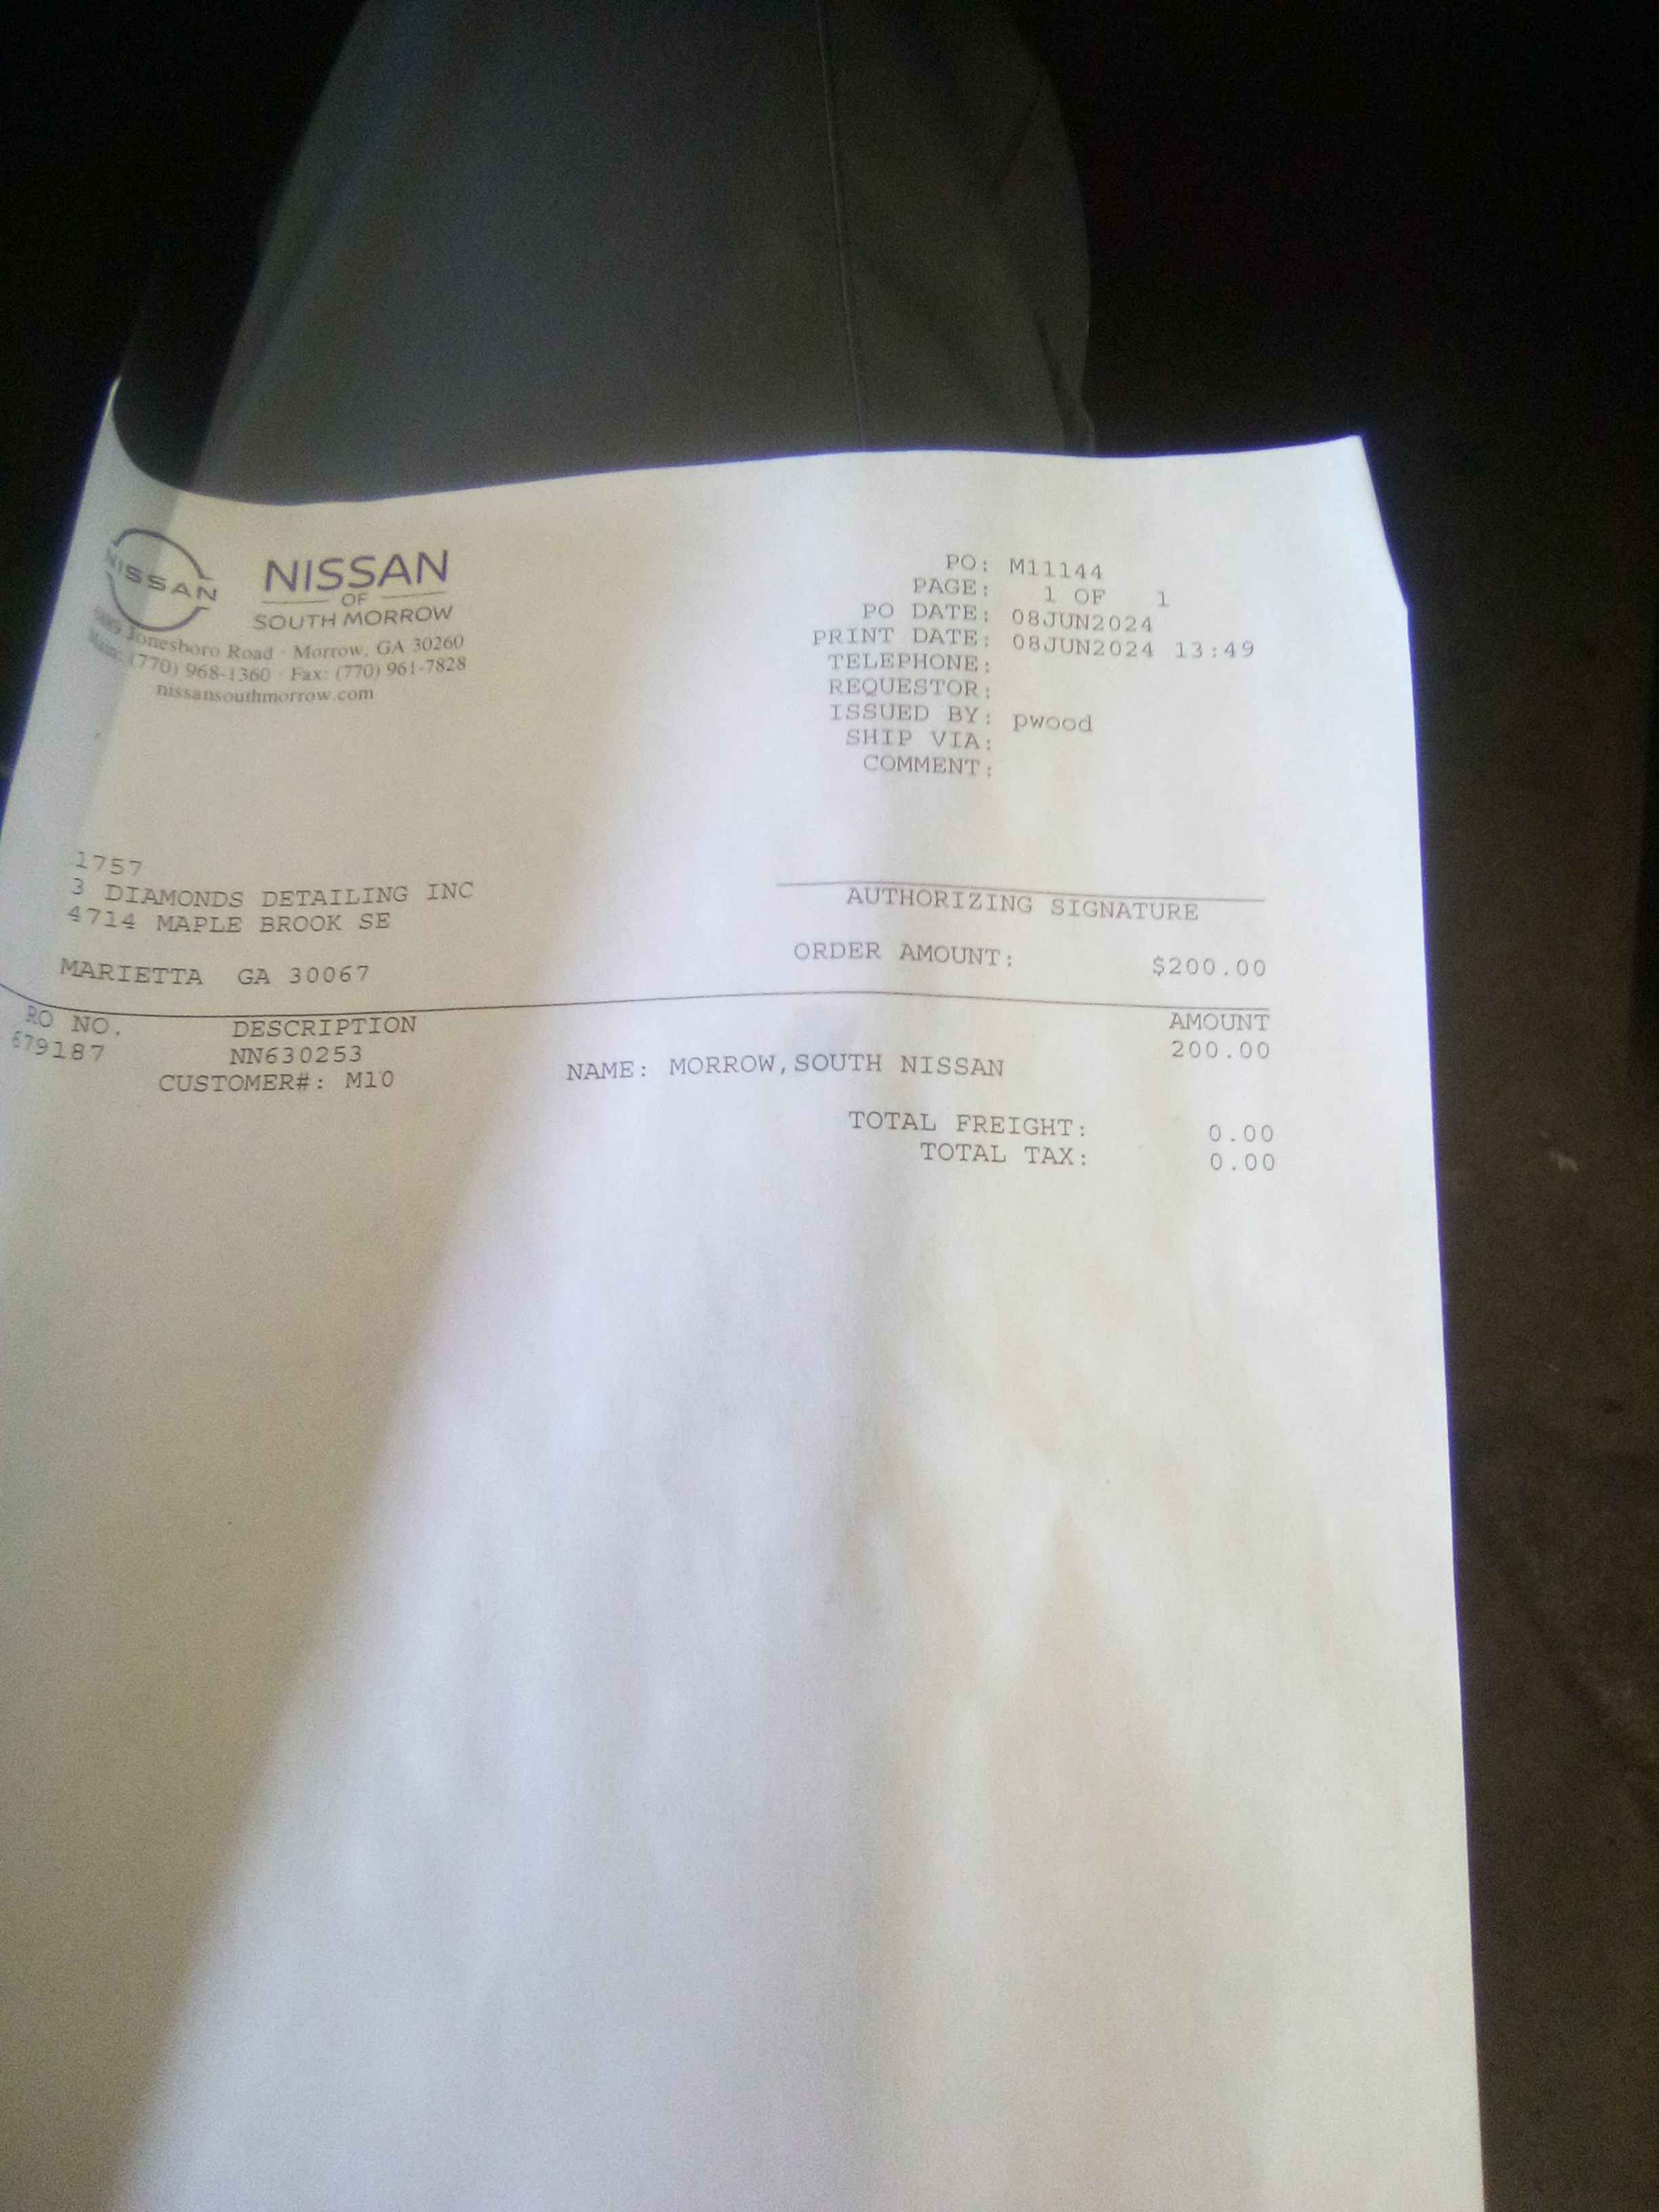 NISSAN
NISSAN
OF
SOUTH MORROW
Jonesboro Road · Morrow, GA 30260
Main: (770) 968-1360 · Fax: (770) 961-7828
nissansouthmorrow.com
PO: M11144
PAGE: 1 OF 1
PO DATE: 08JUN2024
PRINT DATE: 08JUN2024 13:49
TELEPHONE:
REQUESTOR:
ISSUED BY: pwood
SHIP VIA:
COMMENT:
1757
3 DIAMONDS DETAILING INC
4714 MAPLE BROOK SE
MARIETTA GA 30067
AUTHORIZING SIGNATURE
ORDER AMOUNT: $200.00
RO NO. DESCRIPTION AMOUNT
679187 NN630253 200.00
CUSTOMER#: M10 NAME: MORROW,SOUTH NISSAN
TOTAL FREIGHT: 0.00
TOTAL TAX: 0.00